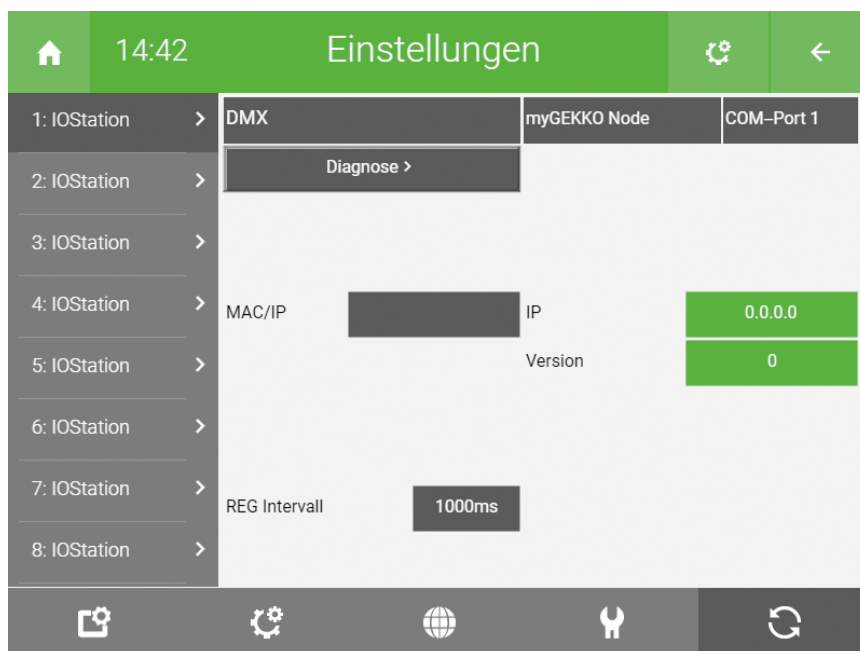 14:42 Einstellungen
1: IOStation
DMX
myGEKKO Node
COM–Port 1
Diagnose >
2: IOStation
3: IOStation
4: IOStation
MAC/IP
IP
0.0.0.0
5: IOStation
Version
0
6: IOStation
7: IOStation
REG Intervall
1000ms
8: IOStation